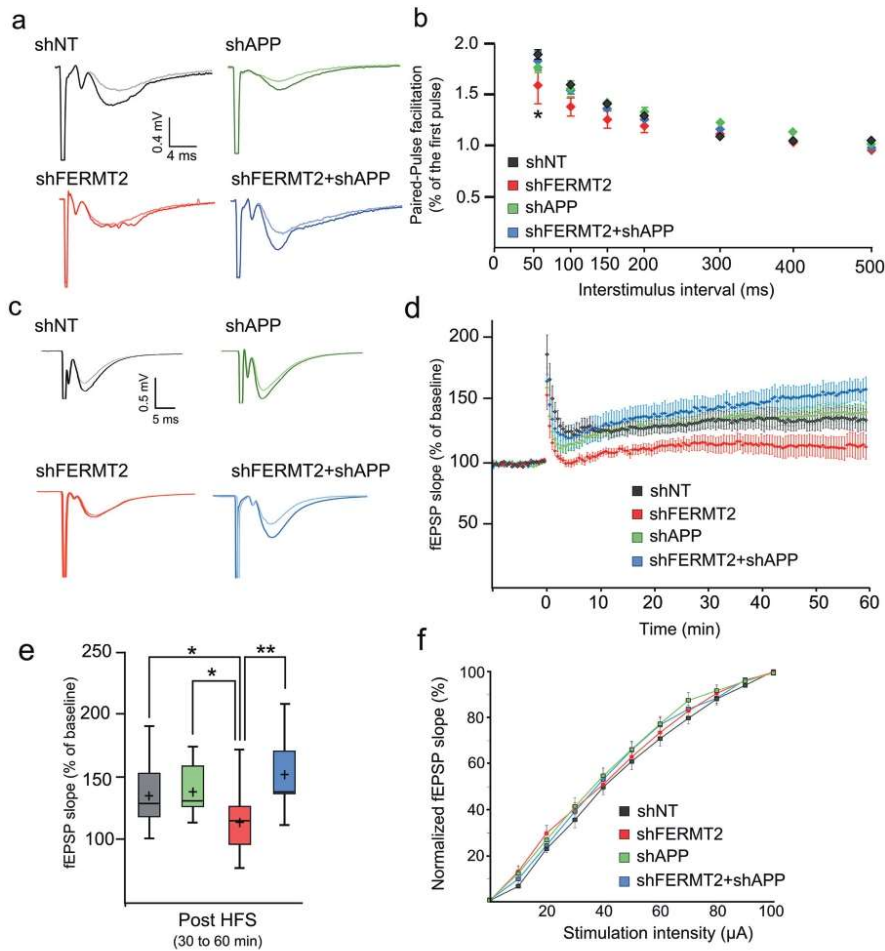 a
shNT
shAPP
0.4 mV
4 ms
shFERMT2
shFERMT2+shAPP
b
Paired-Pulse facilitation
(% of the first pulse)
2.0
1.5
1.0
0.5
*
shNT
shFERMT2
shAPP
shFERMT2+shAPP
0 50 100 150 200 300 400 500
Interstimulus interval (ms)
c
shNT
shAPP
0.5 mV
5 ms
shFERMT2
shFERMT2+shAPP
d
fEPSP slope (% of baseline)
200
150
100
50
shNT
shFERMT2
shAPP
shFERMT2+shAPP
0 10 20 30 40 50 60
Time (min)
e
fEPSP slope (% of baseline)
250
200
150
100
* * **
Post HFS
(30 to 60 min)
f
Normalized fEPSP slope (%)
100
80
60
40
20
shNT
shFERMT2
shAPP
shFERMT2+shAPP
20 40 60 80 100
Stimulation intensity (µA)